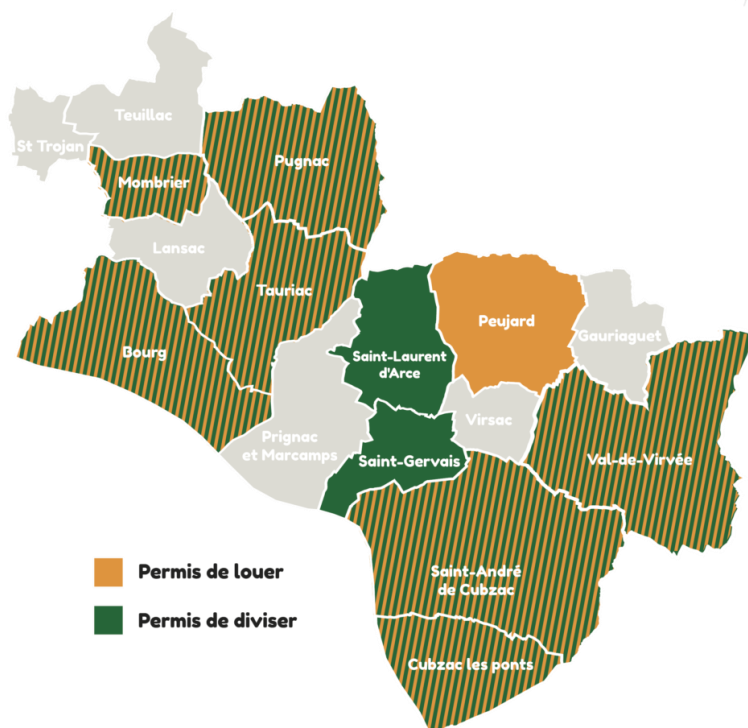 Teuillac
St Trojan
Pugnac
Mombrier
Lansac
Tauriac
Bourg
Peujard
Gauriaguet
Saint-Laurent
d'Arce
Virsac
Prignac
et Marcamps
Saint-Gervais
Val-de-Virvée
Saint-André
de Cubzac
Cubzac les ponts
Permis de louer
Permis de diviser